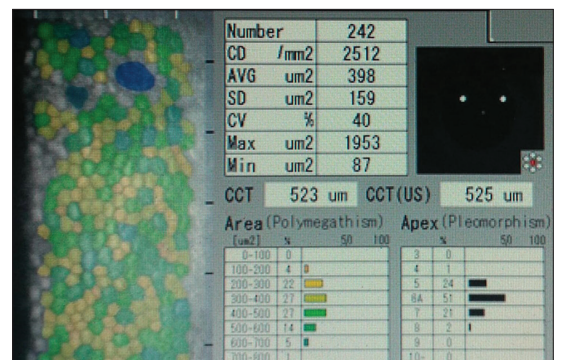 Number 242
CD /mm2 2512
AVG um2 398
SD um2 159
CV % 40
Max um2 1953
Min um2 87
CCT 523 um CCT(US) 525 um
Area(Polymegathism) Apex(Pleomorphism)
[um2] % 50 100 % 50 100
0-100 0 3 0
100-200 4 4 1
200-300 22 5 24
300-400 27 6A 51
400-500 27 7 21
500-600 14 8 2
600-700 5 9 0
700-800 1 10- 0